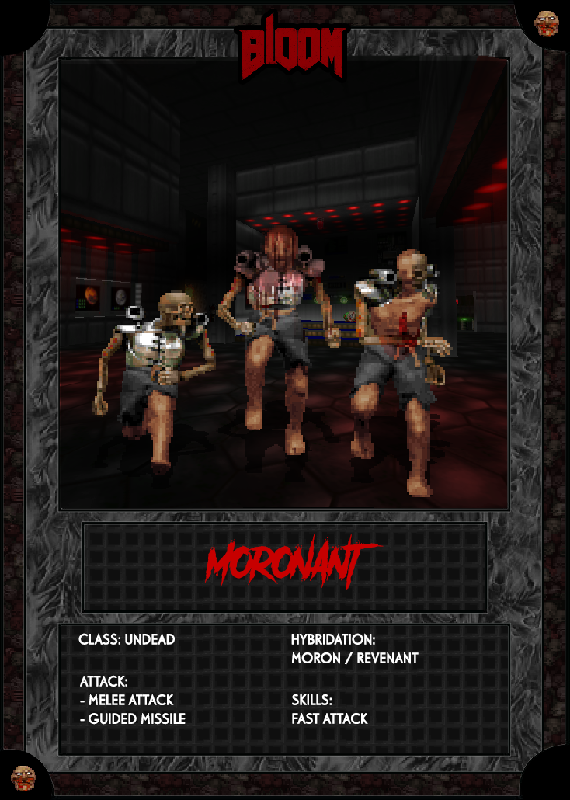 BLOOM
MORONANT
CLASS: UNDEAD
HYBRIDATION:
MORON / REVENANT
ATTACK:
- MELEE ATTACK
- GUIDED MISSILE
SKILLS:
FAST ATTACK